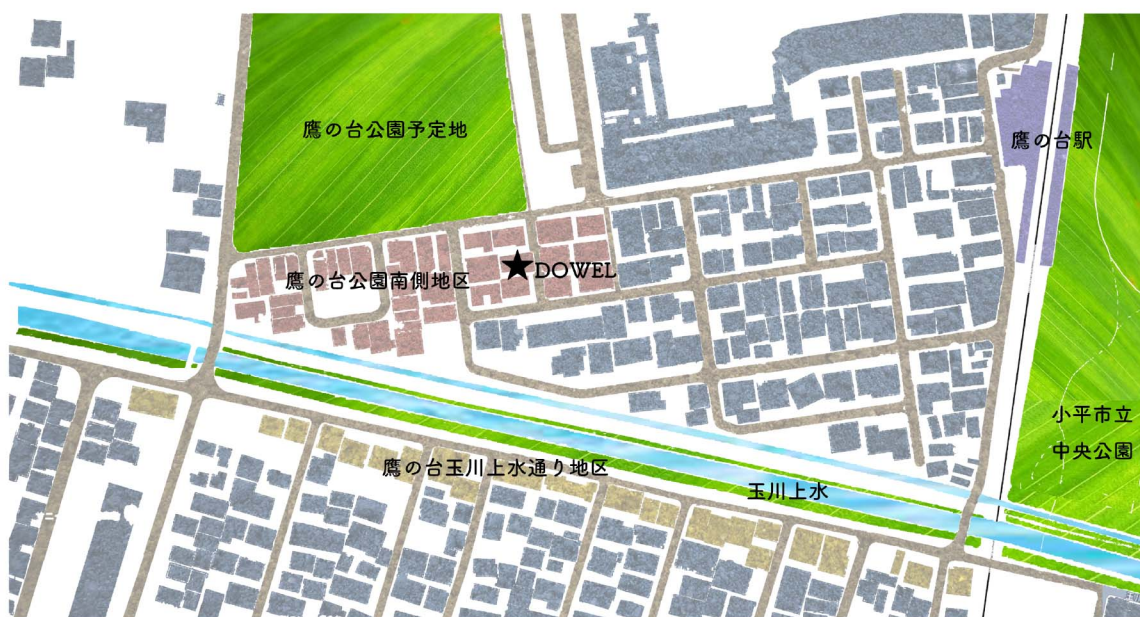 鷹の台公園予定地
鷹の台駅
鷹の台公園南側地区
★DOWEL
小平市立
中央公園
鷹の台玉川上水通り地区
玉川上水